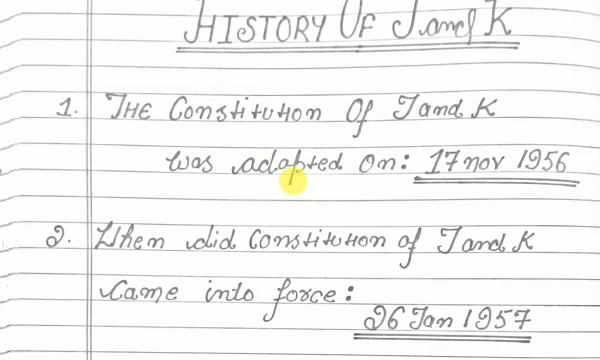 HISTORY OF J and K
1. THE Constitution Of J and K
was adapted on: 17 nov 1956
2. When did Constitution of J and K
Came into force:
26 Jan 1957